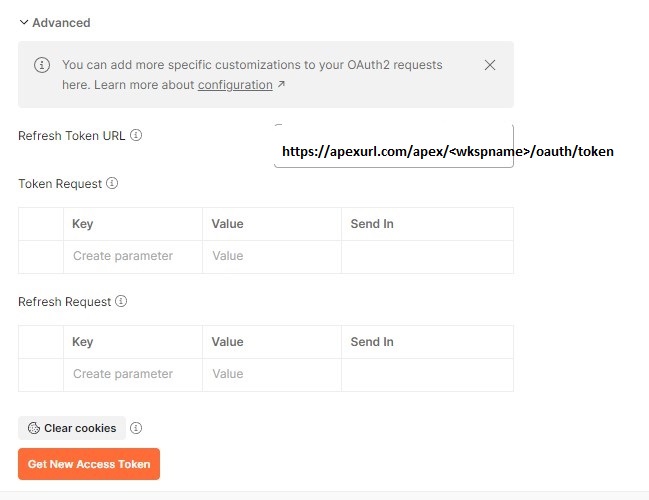 Advanced
You can add more specific customizations to your OAuth2 requests
here. Learn more about configuration ↗
Refresh Token URL
https://apexurl.com/apex/<wkspname>/oauth/token
Token Request
Key Value Send In
Create parameter Value
Refresh Request
Key Value Send In
Create parameter Value
Clear cookies
Get New Access Token